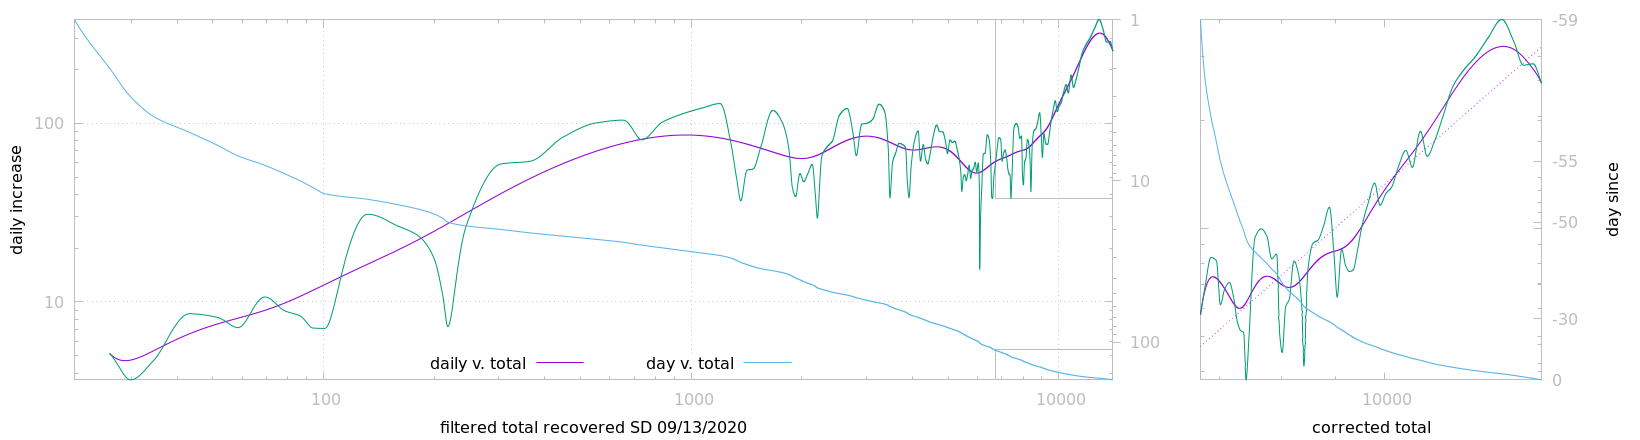 1
-59
100
daily increase
10
-55
day since
-50
10
-30
daily v. total
day v. total
100
0
100
1000
10000
10000
filtered total recovered SD 09/13/2020
corrected total